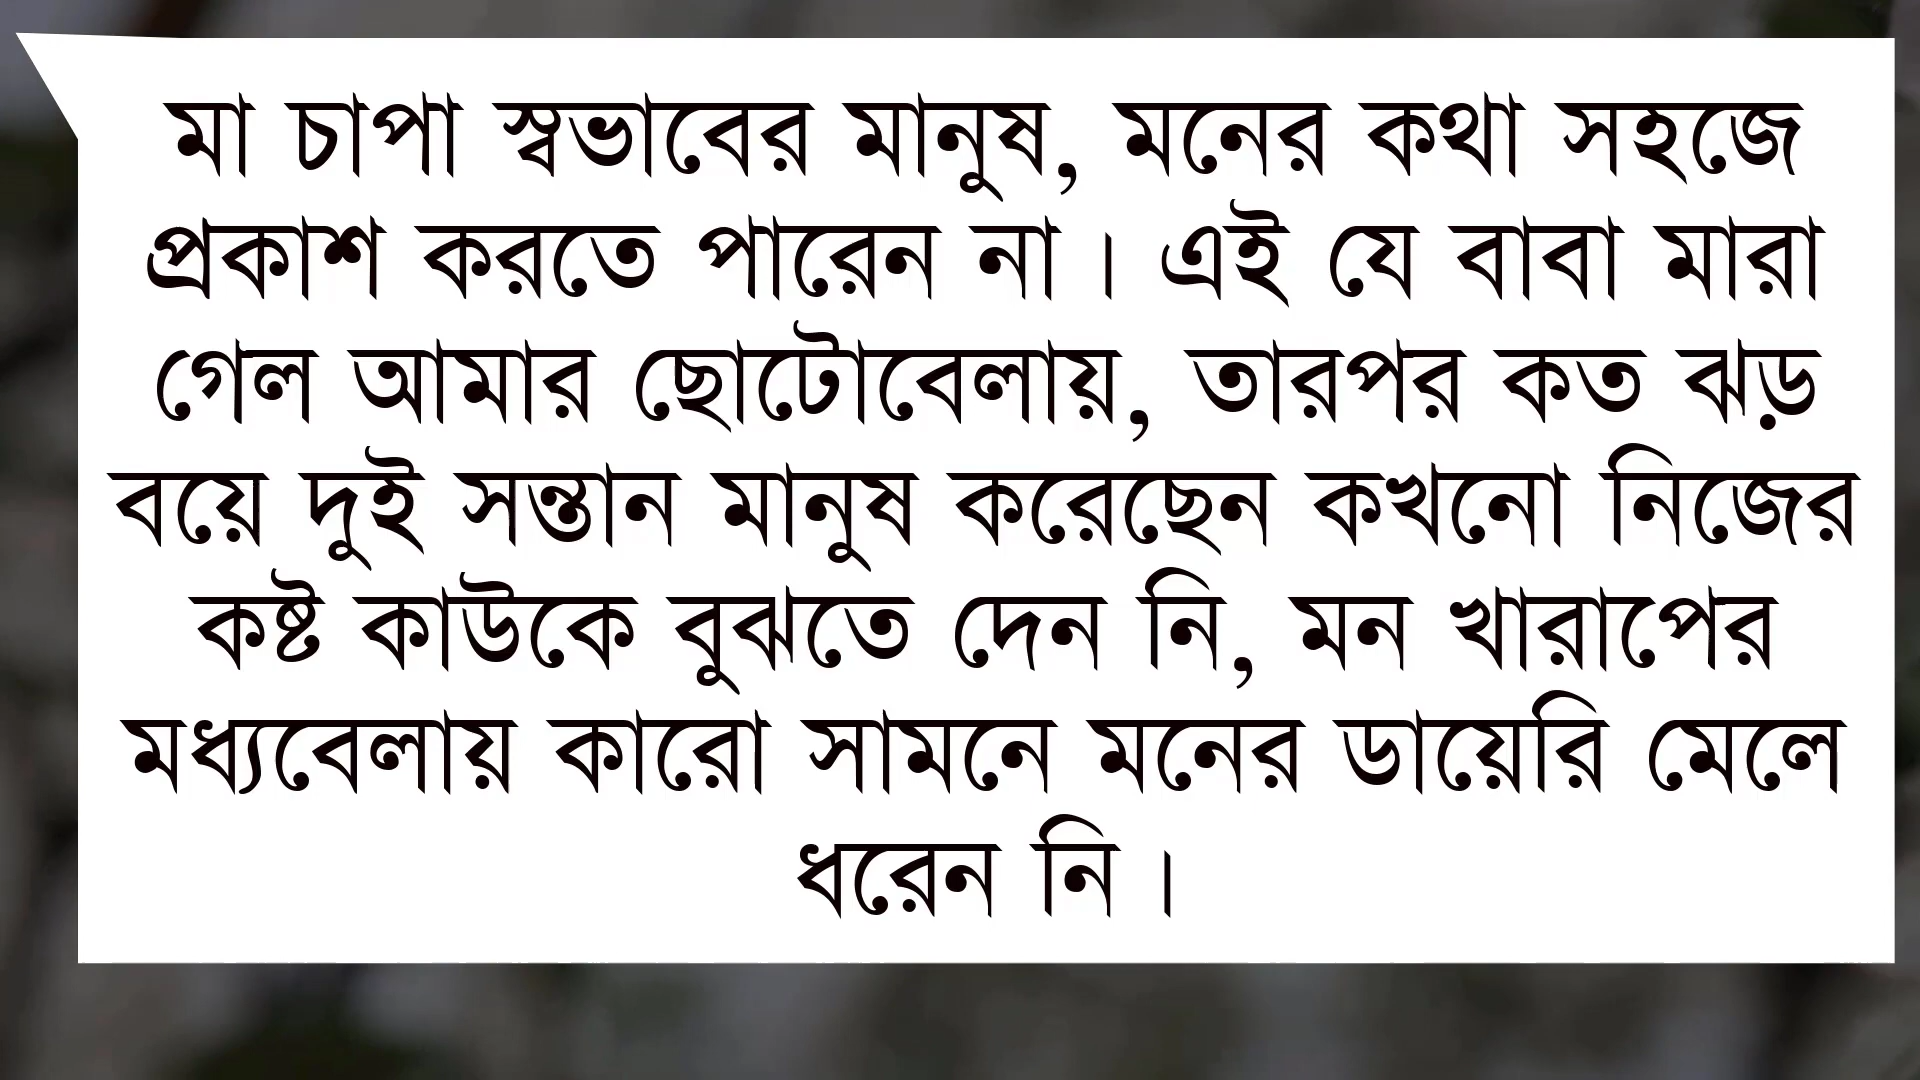 মা চাপা স্বভাবের মানুষ, মনের কথা সহজে
প্রকাশ করতে পারেন না । এই যে বাবা মারা
গেল আমার ছোটোবেলায়, তারপর কত ঝড়
বয়ে দুই সন্তান মানুষ করেছেন কখনো নিজের
কষ্ট কাউকে বুঝতে দেন নি, মন খারাপের
মধ্যবেলায় কারো সামনে মনের ডায়েরি মেলে
ধরেন নি ।